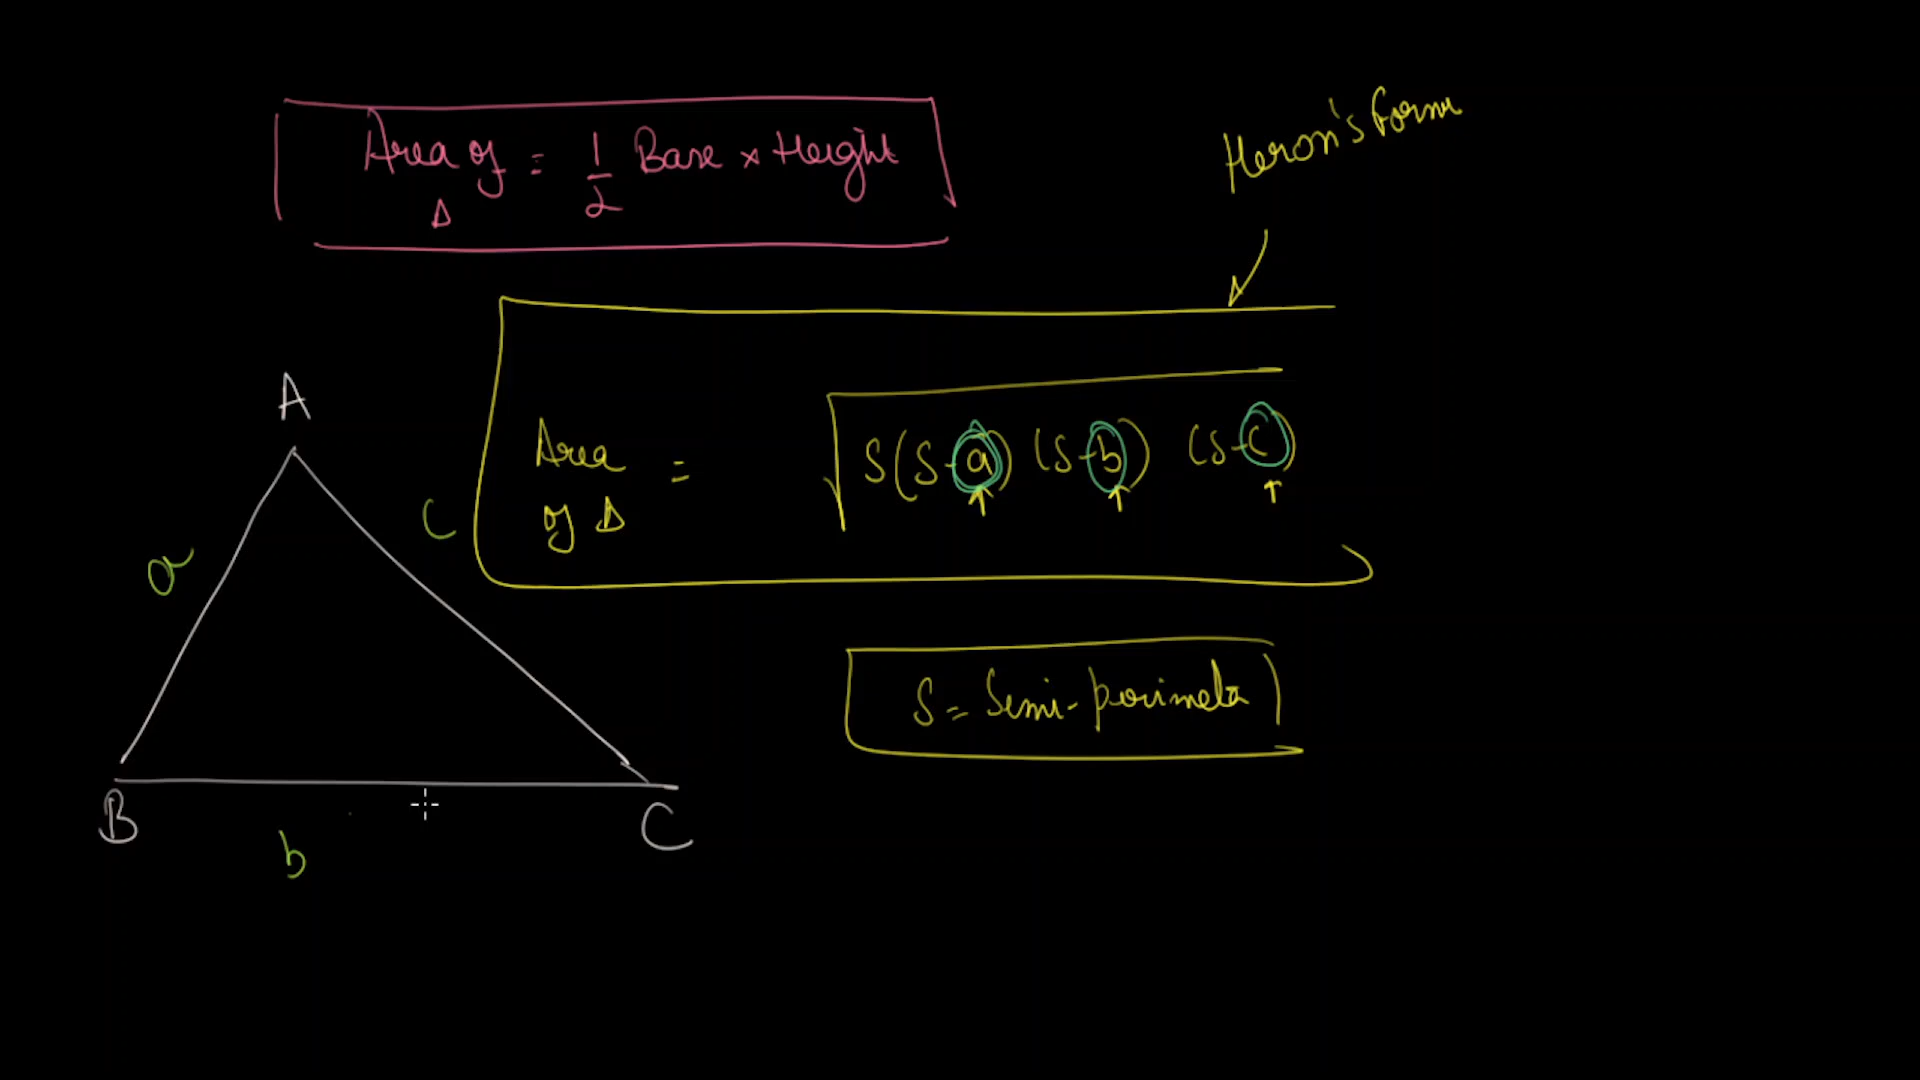 Area of = 1/2 Base × Height
Δ
Heron's Form
A
Area of Δ = √S(S-a)(S-b)(S-c)
c
a
S = Semi-perimeter
B
C
b